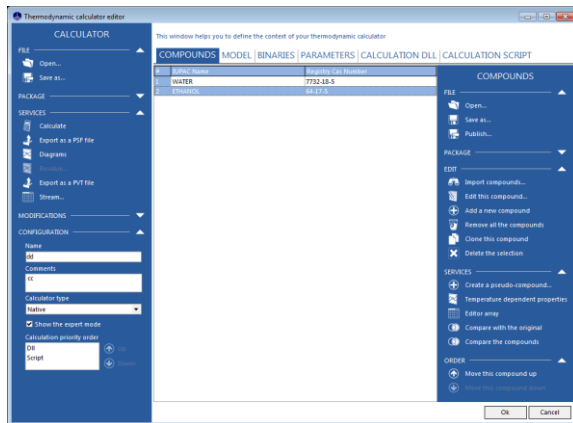 Thermodynamic calculator editor
CALCULATOR
FILE
Open...
Save as...
PACKAGE
SERVICES
Calculate
Export as a PSF file
Diagrams
Export as a PVT file
Stream...
MODIFICATIONS
CONFIGURATION
Name
dd
Comments
cc
Calculator type
Native
Show the expert mode
Calculation priority order
Dll
Script
Up
Down
This window helps you to define the content of your thermodynamic calculator
COMPOUNDS MODEL BINARIES PARAMETERS CALCULATION DLL CALCULATION SCRIPT
# IUPAC Name Registry Cas Number
1 WATER 7732-18-5
2 ETHANOL 64-17-5
COMPOUNDS
FILE
Open...
Save as...
Publish...
PACKAGE
EDIT
Import compounds...
Edit this compound...
Add a new compound
Remove all the compounds
Clone this compound
Delete the selection
SERVICES
Create a pseudo-compound...
Temperature dependent properties
Editor array
Compare with the original
Compare the compounds
ORDER
Move this compound up
Move this compound down
Ok Cancel